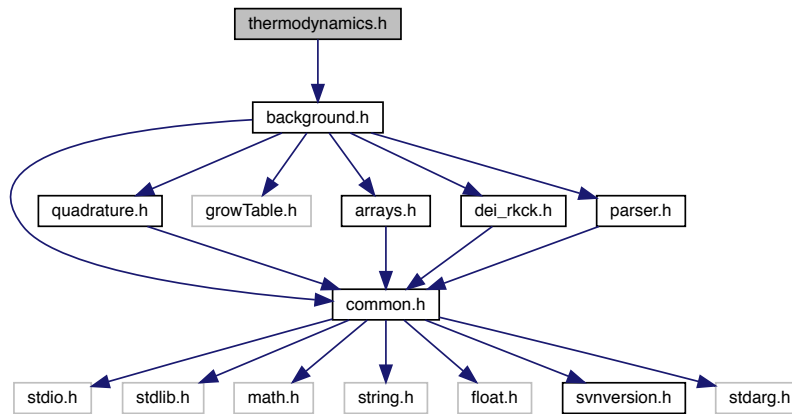 thermodynamics.h
background.h
quadrature.h
growTable.h
arrays.h
dei_rkck.h
parser.h
common.h
stdio.h
stdlib.h
math.h
string.h
float.h
svnversion.h
stdarg.h